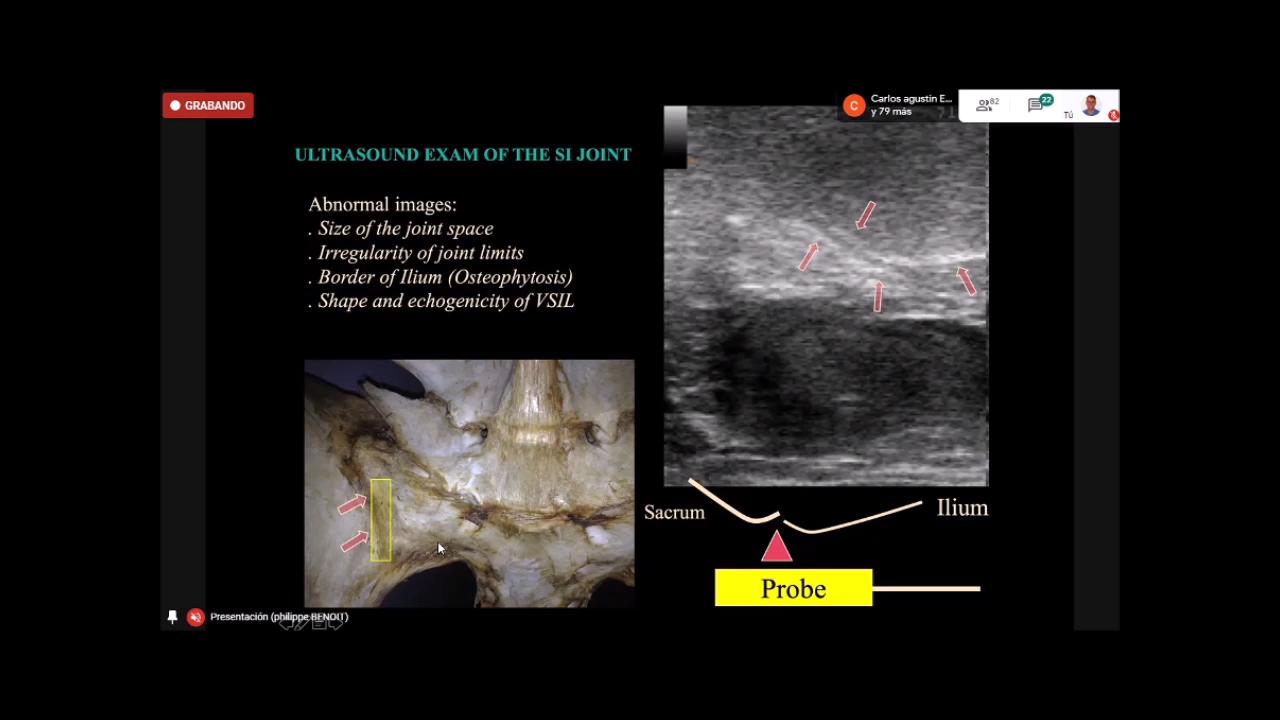 GRABANDO
Carlos agustin E...
y 79 más
82
22
Tú
ULTRASOUND EXAM OF THE SI JOINT
Abnormal images:
. Size of the joint space
. Irregularity of joint limits
. Border of Ilium (Osteophytosis)
. Shape and echogenicity of VSIL
Sacrum
Ilium
Probe
Presentación (philippe BENOIT)